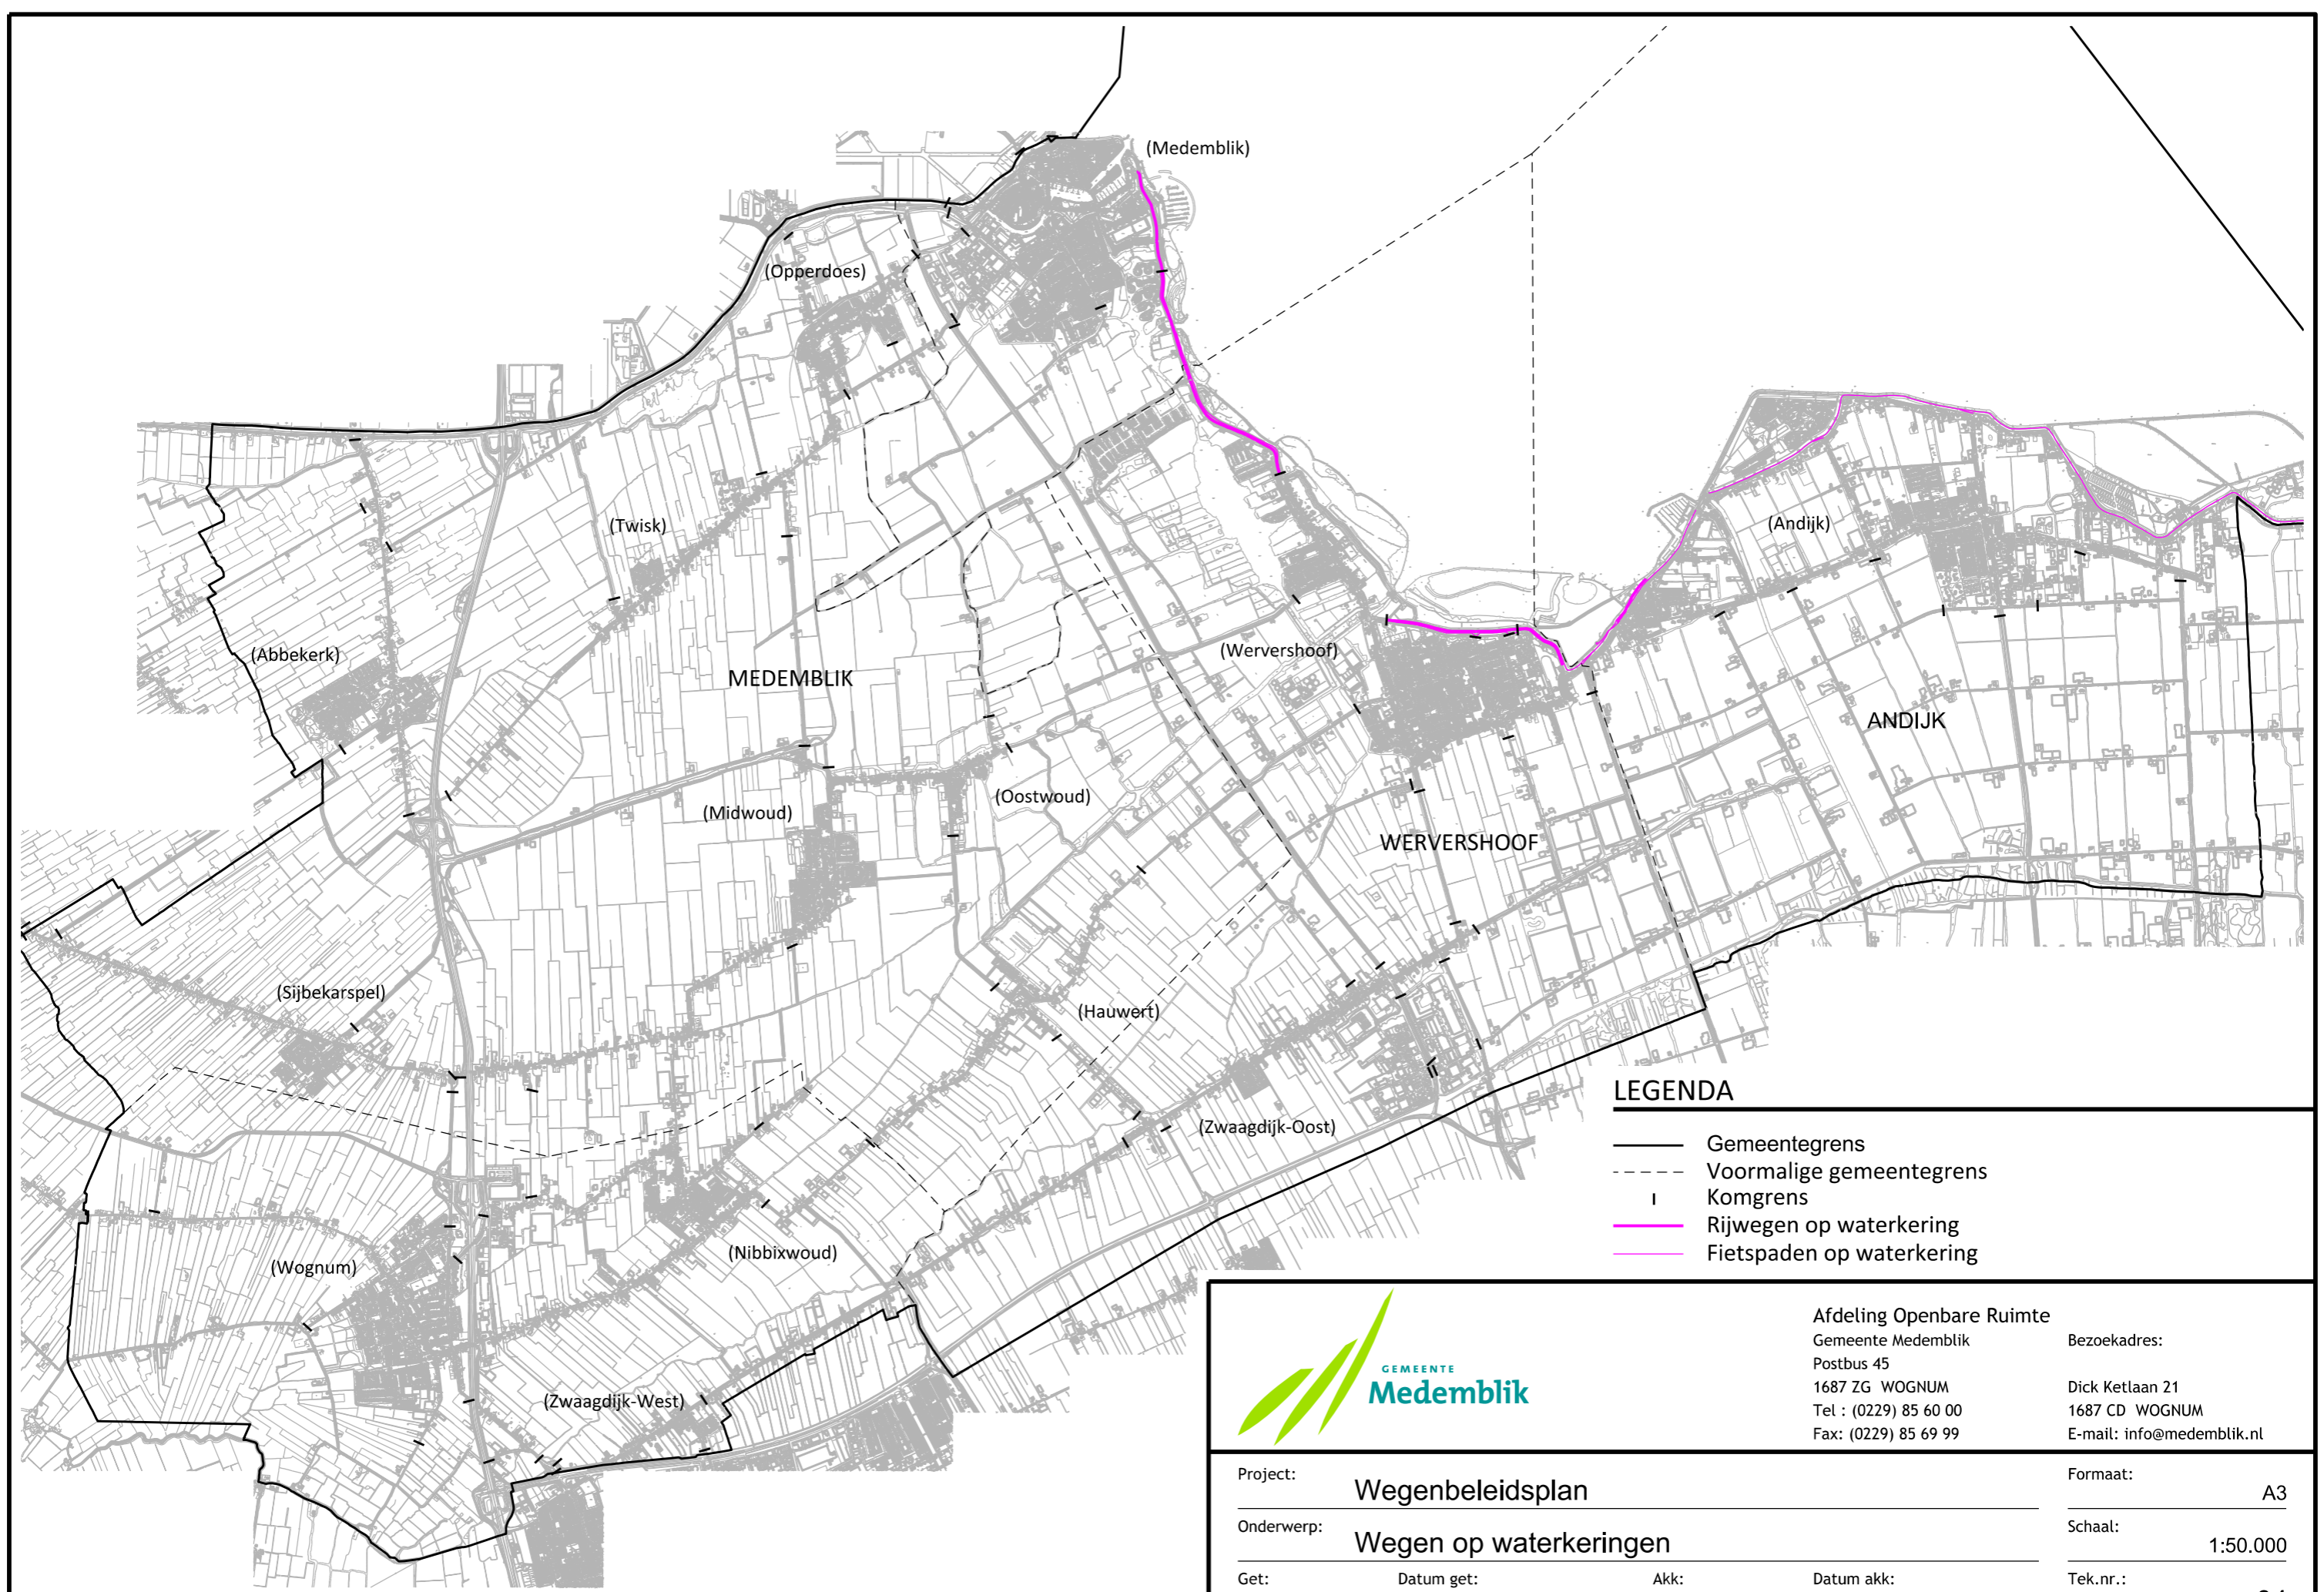 (Medemblik)
(Opperdoes)
(Twisk)
(Andijk)
(Abbekerk)
(Wervershoof)
MEDEMBLIK
ANDIJK
(Oostwoud)
(Midwoud)
WERVERSHOOF
(Sijbekarspel)
(Hauwert)
(Zwaagdijk-Oost)
(Nibbixwoud)
(Wognum)
(Zwaagdijk-West)
LEGENDA
Gemeentegrens
Voormalige gemeentegrens
Komgrens
Rijwegen op waterkering
Fietspaden op waterkering
GEMEENTE
Medemblik
Afdeling Openbare Ruimte
Gemeente Medemblik
Postbus 45
1687 ZG WOGNUM
Tel : (0229) 85 60 00
Fax: (0229) 85 69 99
Bezoekadres:
Dick Ketlaan 21
1687 CD WOGNUM
E-mail: info@medemblik.nl
Project: Wegenbeleidsplan
Formaat: A3
Onderwerp: Wegen op waterkeringen
Schaal: 1:50.000
Get: Datum get: Akk: Datum akk: Tek.nr.: